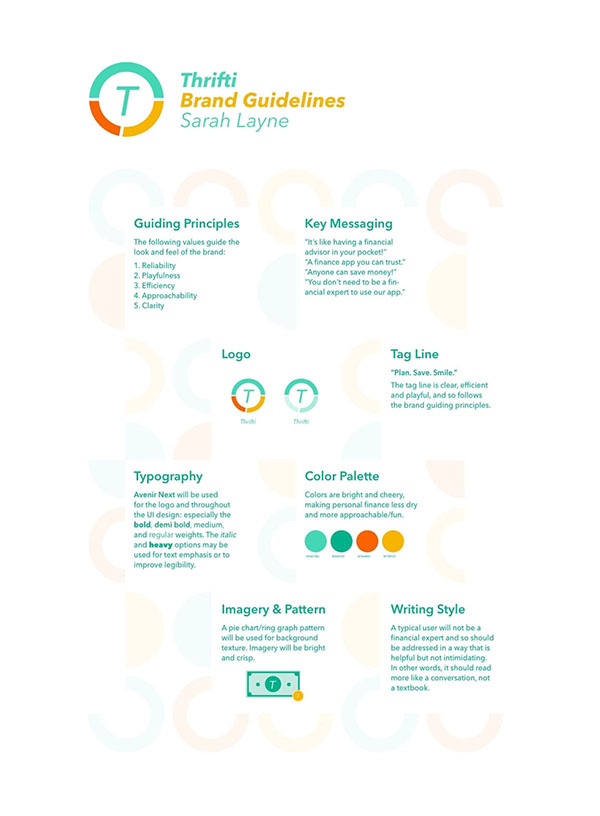 T
Thrifti
Brand Guidelines
Sarah Layne
Guiding Principles
The following values guide the
look and feel of the brand:
1. Reliability
2. Playfulness
3. Efficiency
4. Approachability
5. Clarity
Key Messaging
“It’s like having a financial
advisor in your pocket!”
“A finance app you can trust.”
“Anyone can save money!”
“You don’t need to be a fin-
ancial expert to use our app.”
Logo
T
T
Thrifti
Thrifti
Tag Line
“Plan. Save. Smile.”
The tag line is clear, efficient
and playful, and so follows
the brand guiding principles.
Typography
Avenir Next will be used
for the logo and throughout
the UI design: especially the
bold, demi bold, medium,
and regular weights. The italic
and heavy options may be
used for text emphasis or to
improve legibility.
Color Palette
Colors are bright and cheery,
making personal finance less dry
and more approachable/fun.
Imagery & Pattern
A pie chart/ring graph pattern
will be used for background
texture. Imagery will be bright
and crisp.
T
T
Writing Style
A typical user will not be a
financial expert and so should
be addressed in a way that is
helpful but not intimidating.
In other words, it should read
more like a conversation, not
a textbook.